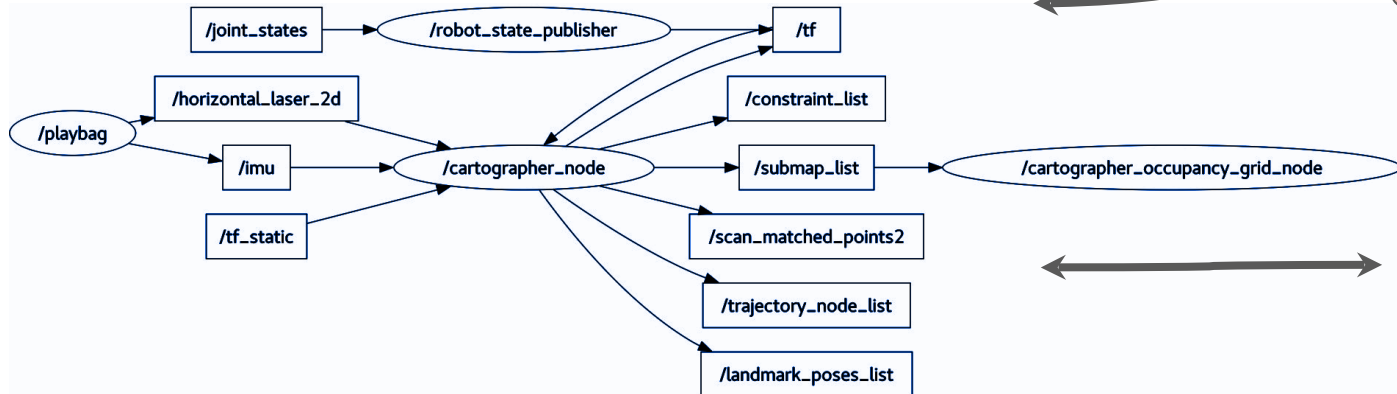 /joint_states
/robot_state_publisher
/tf
/horizontal_laser_2d
/constraint_list
/playbag
/imu
/cartographer_node
/submap_list
/cartographer_occupancy_grid_node
/tf_static
/scan_matched_points2
/trajectory_node_list
/landmark_poses_list